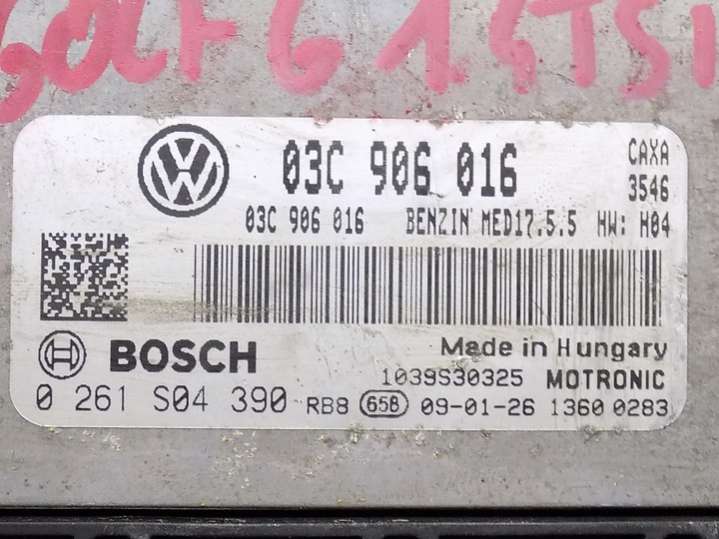 GOLF 6 1.4TSI
VW 03C 906 016 CAXA
3546
03C 906 016 BENZIN MED17.5.5 HW: H04
BOSCH Made in Hungary
1039S30325 MOTRONIC
0 261 S04 390 RB8 658 09-01-26 1360 0283